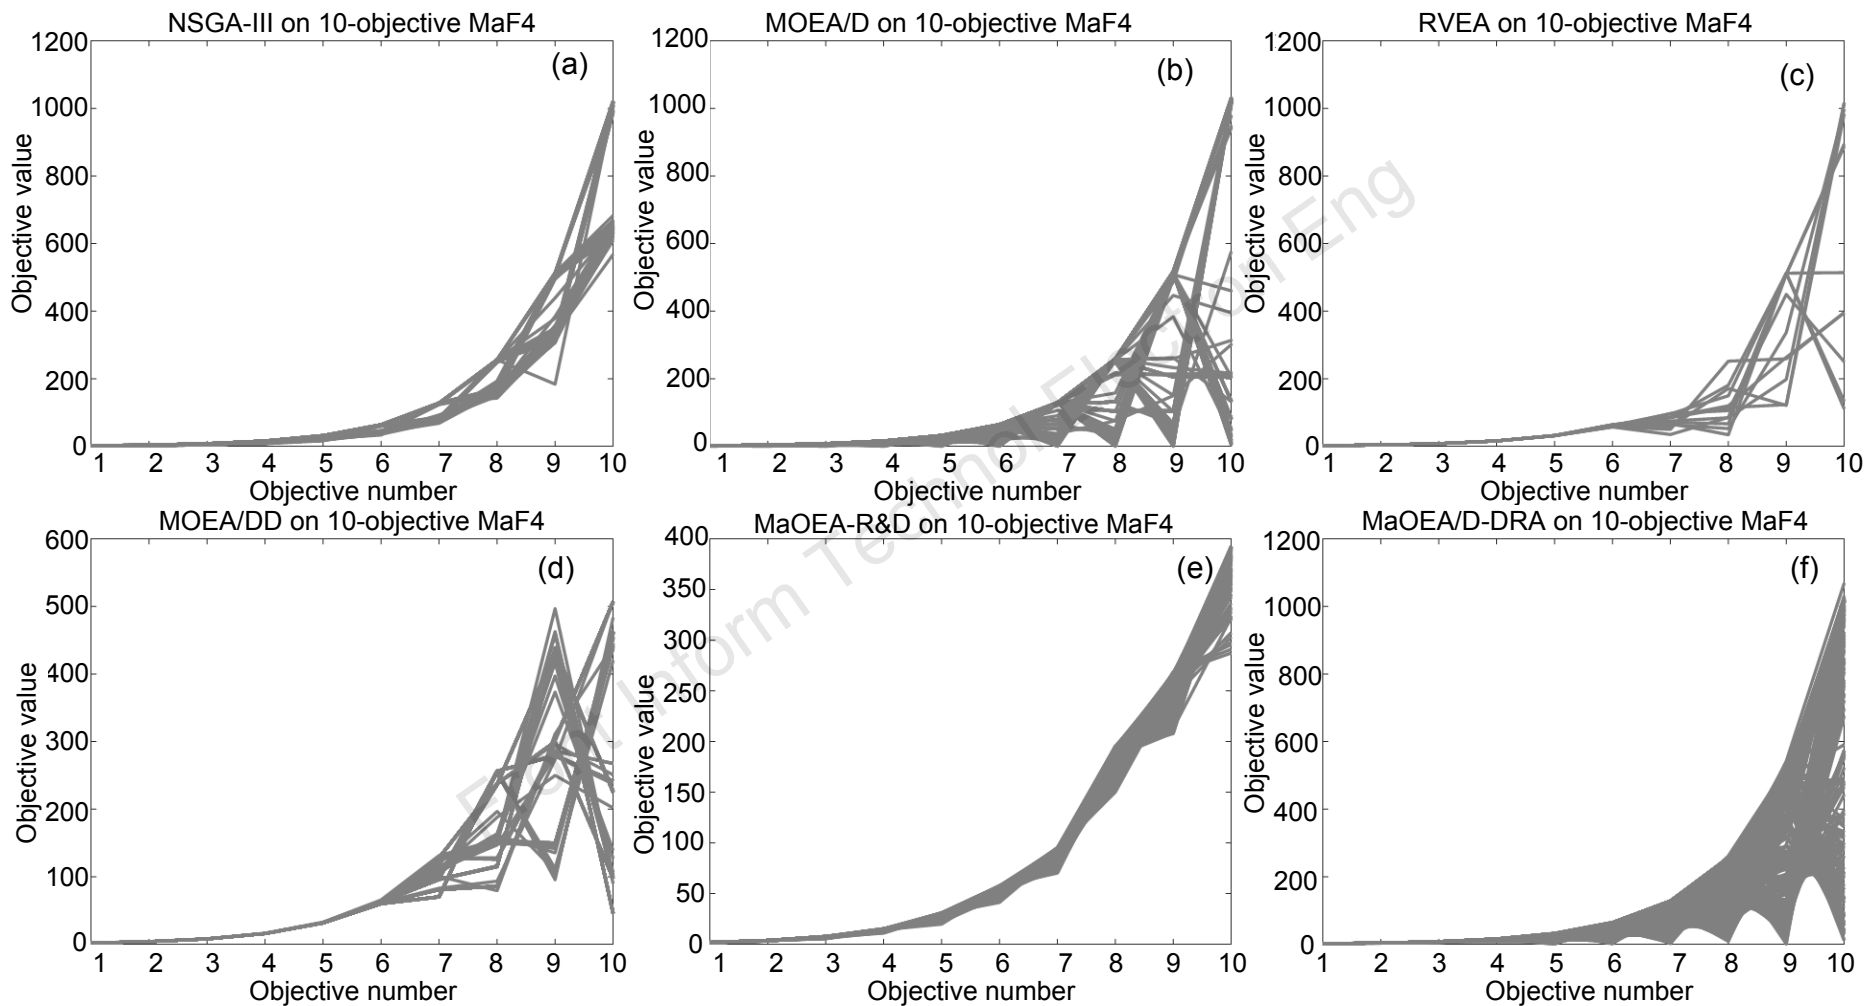 NSGA-III on 10-objective MaF4
(a)
1200
1000
800
600
400
200
0
Objective value
1 2 3 4 5 6 7 8 9 10
Objective number
MOEA/D on 10-objective MaF4
(b)
1200
1000
800
600
400
200
0
Objective value
1 2 3 4 5 6 7 8 9 10
Objective number
RVEA on 10-objective MaF4
(c)
1200
1000
800
600
400
200
0
Objective value
1 2 3 4 5 6 7 8 9 10
Objective number
MOEA/DD on 10-objective MaF4
(d)
600
500
400
300
200
100
0
Objective value
1 2 3 4 5 6 7 8 9 10
Objective number
MaOEA-R&D on 10-objective MaF4
(e)
400
350
300
250
200
150
100
50
0
Objective value
1 2 3 4 5 6 7 8 9 10
Objective number
MaOEA/D-DRA on 10-objective MaF4
(f)
1200
1000
800
600
400
200
0
Objective value
1 2 3 4 5 6 7 8 9 10
Objective number
Front Inform Technol Electron Eng